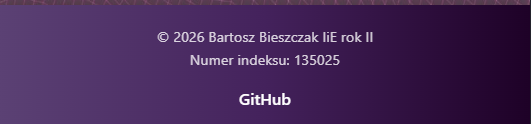 © 2026 Bartosz Bieszczak IiE rok II
Numer indeksu: 135025
GitHub